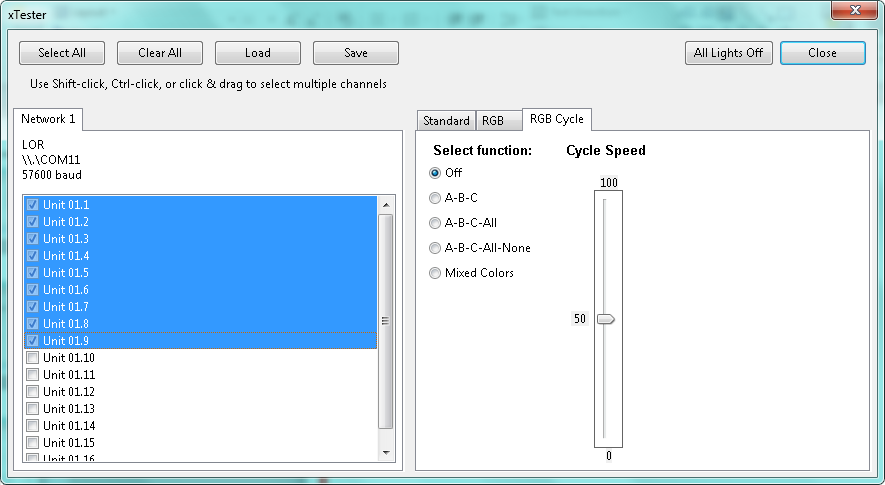 xTester
Select All
Clear All
Load
Save
All Lights Off
Close
Use Shift-click, Ctrl-click, or click & drag to select multiple channels
Network 1
LOR
\\.\COM11
57600 baud
Unit 01.1
Unit 01.2
Unit 01.3
Unit 01.4
Unit 01.5
Unit 01.6
Unit 01.7
Unit 01.8
Unit 01.9
Unit 01.10
Unit 01.11
Unit 01.12
Unit 01.13
Unit 01.14
Unit 01.15
Unit 01.16
Standard
RGB
RGB Cycle
Select function:
Off
A-B-C
A-B-C-All
A-B-C-All-None
Mixed Colors
Cycle Speed
100
50
0